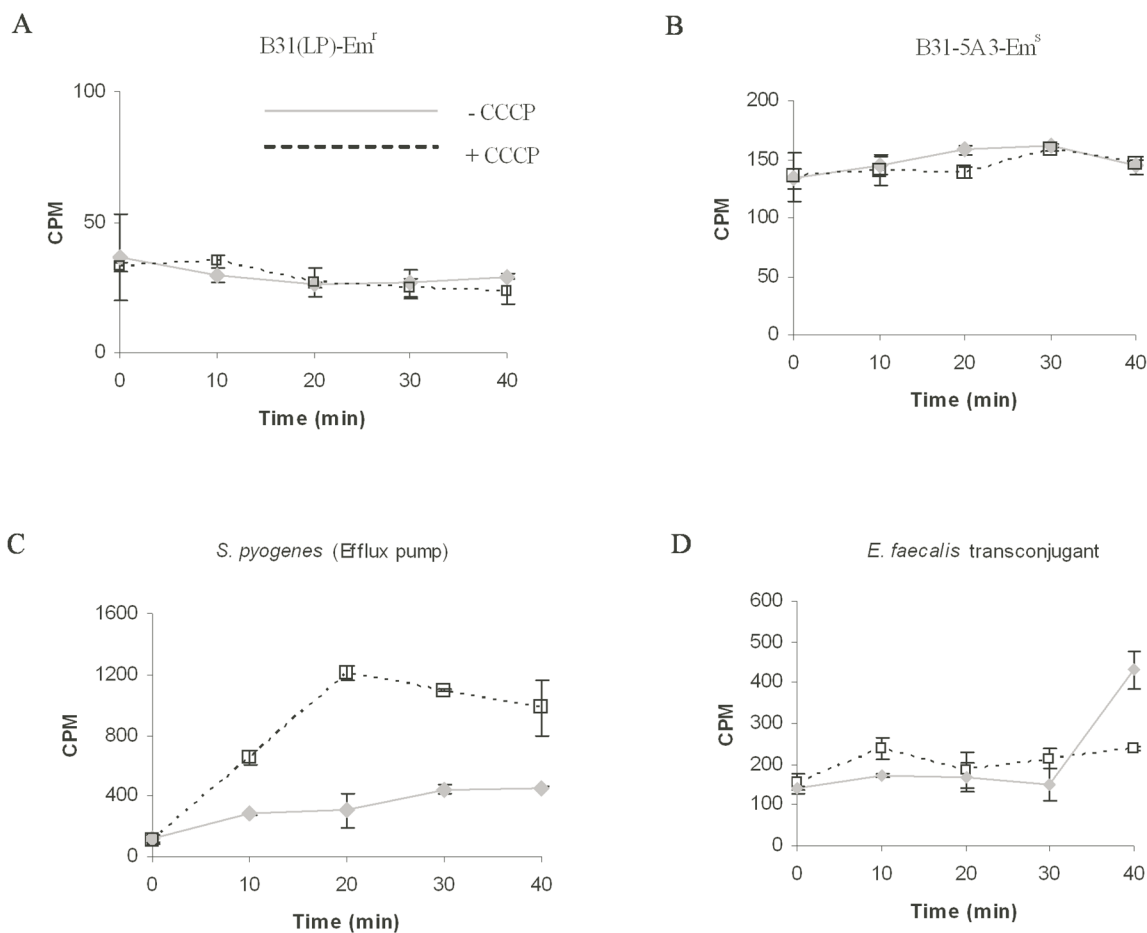 A
B31(LP)-Emʳ
- CCCP
+ CCCP
100
50
0
CPM
0 10 20 30 40
Time (min)
B
B31-5A3-Emˢ
200
150
100
50
0
CPM
0 10 20 30 40
Time (min)
C
S. pyogenes (Efflux pump)
1600
1200
800
400
0
CPM
0 10 20 30 40
Time (min)
D
E. faecalis transconjugant
600
500
400
300
200
100
0
CPM
0 10 20 30 40
Time (min)